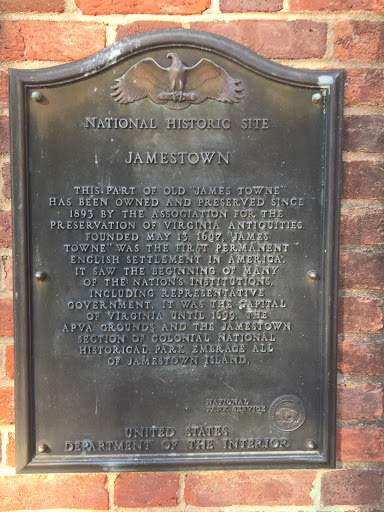 NATIONAL HISTORIC SITE
JAMESTOWN
THIS PART OF OLD "JAMES TOWNE"
HAS BEEN OWNED AND PRESERVED SINCE
1893 BY THE ASSOCIATION FOR THE
PRESERVATION OF VIRGINIA ANTIQUITIES.
FOUNDED MAY 13, 1607, "JAMES
TOWNE" WAS THE FIRST PERMANENT
ENGLISH SETTLEMENT IN AMERICA.
IT SAW THE BEGINNING OF MANY
OF THE NATION'S INSTITUTIONS,
INCLUDING REPRESENTATIVE
GOVERNMENT. IT WAS THE CAPITAL
OF VIRGINIA UNTIL 1699. THE
APVA GROUNDS AND THE JAMESTOWN
SECTION OF COLONIAL NATIONAL
HISTORICAL PARK EMBRACE ALL
OF JAMESTOWN ISLAND.
NATIONAL
PARK SERVICE
UNITED STATES
DEPARTMENT OF THE INTERIOR